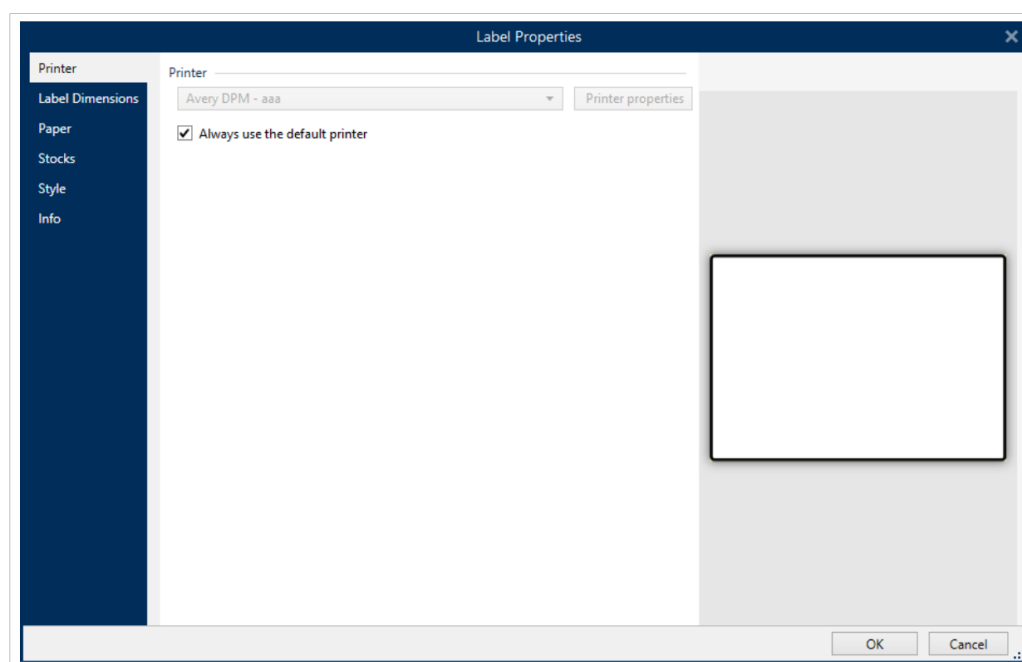 Label Properties
Printer
Label Dimensions
Paper
Stocks
Style
Info
Printer
Avery DPM - aaa
Printer properties
Always use the default printer
OK
Cancel